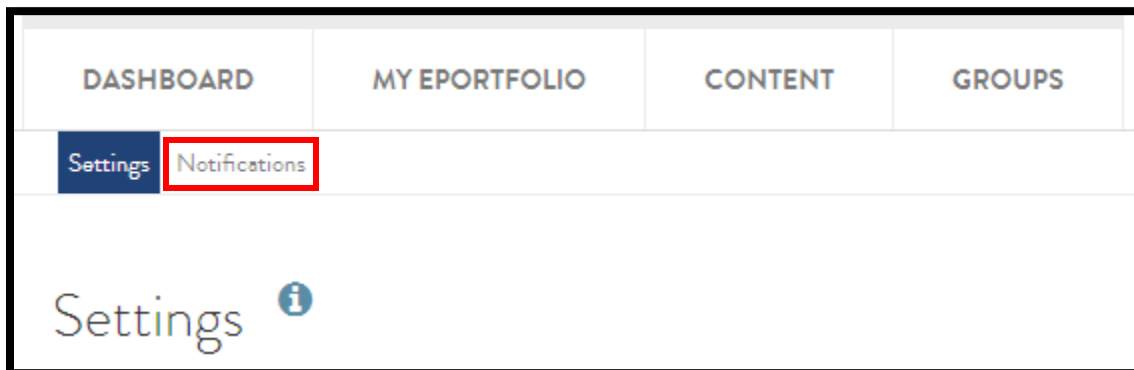 DASHBOARD MY EPORTFOLIO CONTENT GROUPS
Settings Notifications
Settings